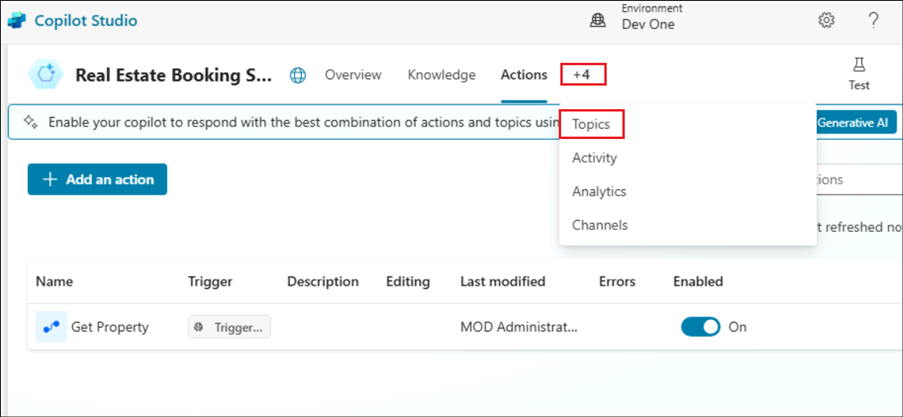 Copilot Studio
Environment
Dev One
?
Real Estate Booking S...
Overview
Knowledge
Actions
+4
Test
Enable your copilot to respond with the best combination of actions and topics usin
Generative AI
Topics
Activity
Analytics
Channels
+ Add an action
ions
t refreshed no
Name Trigger Description Editing Last modified Errors Enabled
Get Property Trigger... MOD Administrat... On